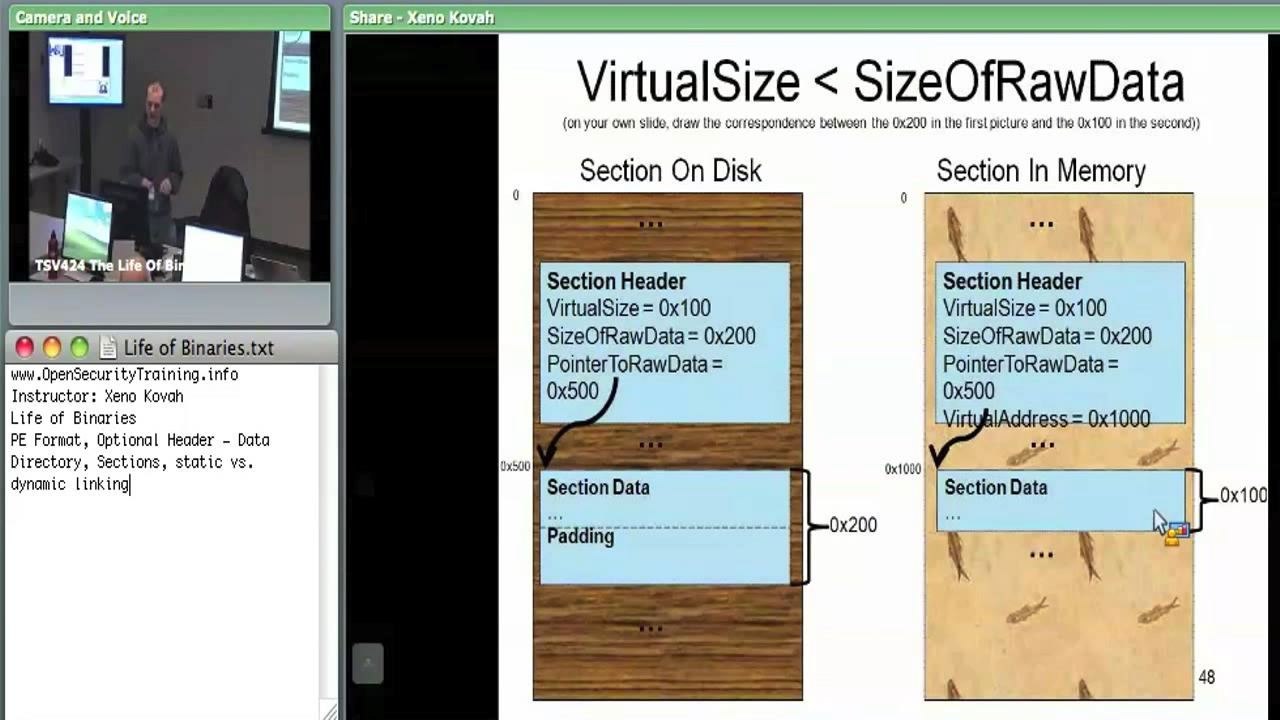 Camera and Voice
TSV424 The Life Of Bin
Life of Binaries.txt
www.OpenSecurityTraining.info
Instructor: Xeno Kovah
Life of Binaries
PE Format, Optional Header - Data
Directory, Sections, static vs.
dynamic linking
Share - Xeno Kovah
VirtualSize < SizeOfRawData
(on your own slide, draw the correspondence between the 0x200 in the first picture and the 0x100 in the second))
Section On Disk
0
...
Section Header
VirtualSize = 0x100
SizeOfRawData = 0x200
PointerToRawData =
0x500
...
0x500
Section Data
...
Padding
0x200
...
Section In Memory
0
...
Section Header
VirtualSize = 0x100
SizeOfRawData = 0x200
PointerToRawData =
0x500
VirtualAddress = 0x1000
...
0x1000
Section Data
...
0x100
...
48